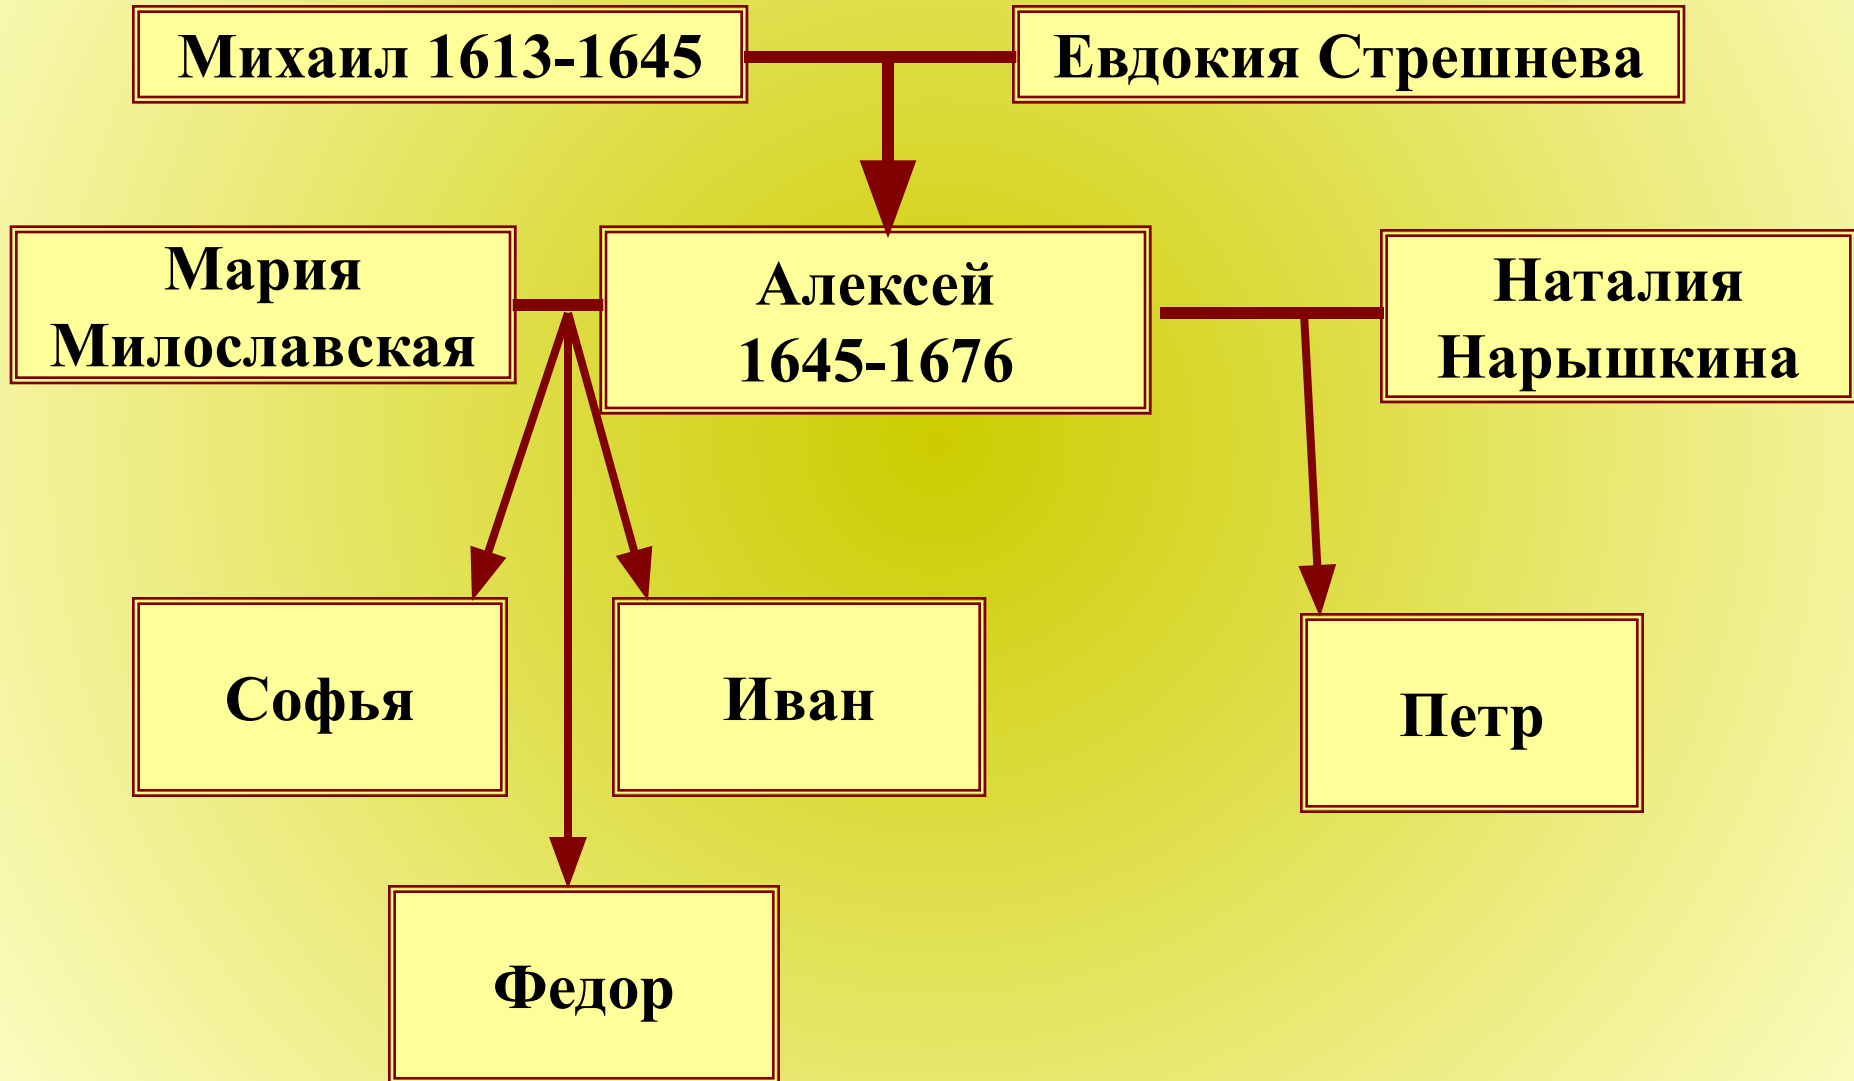 Михаил 1613-1645
Евдокия Стрешнева
Мария
Милославская
Алексей
1645-1676
Наталия
Нарышкина
Софья
Иван
Петр
Федор